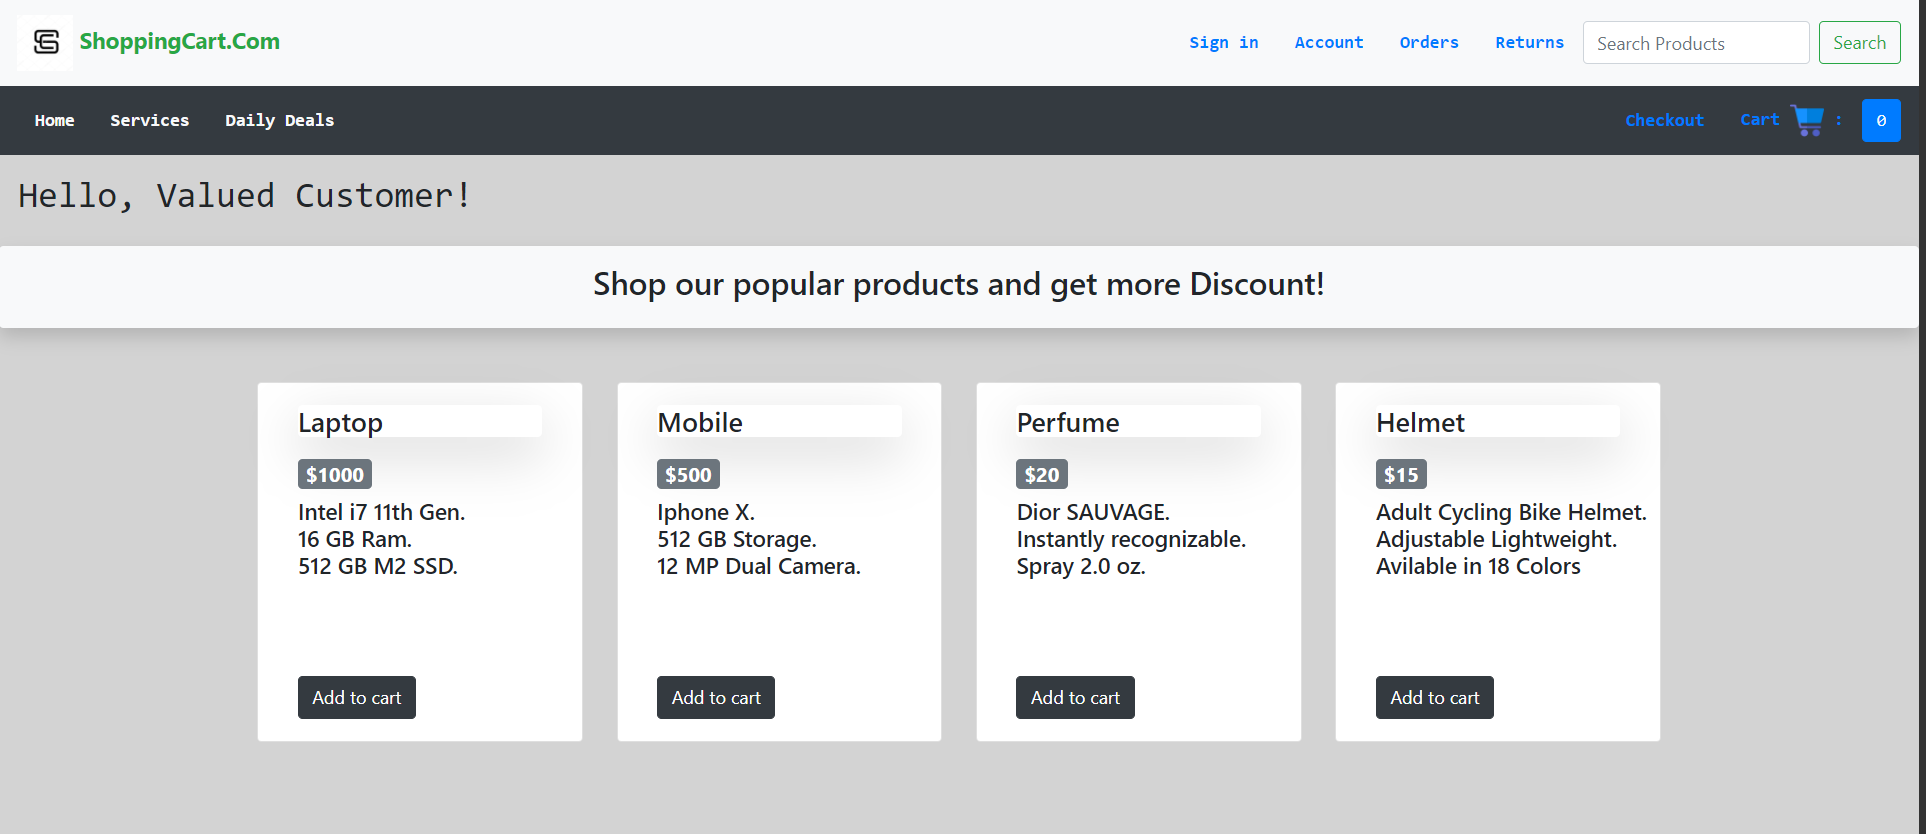 ShoppingCart.Com Sign in Account Orders Returns Search Products Search
Home Services Daily Deals Checkout Cart : 0
Hello, Valued Customer!
Shop our popular products and get more Discount!
Laptop
$1000
Intel i7 11th Gen.
16 GB Ram.
512 GB M2 SSD.
Add to cart
Mobile
$500
Iphone X.
512 GB Storage.
12 MP Dual Camera.
Add to cart
Perfume
$20
Dior SAUVAGE.
Instantly recognizable.
Spray 2.0 oz.
Add to cart
Helmet
$15
Adult Cycling Bike Helmet.
Adjustable Lightweight.
Avilable in 18 Colors
Add to cart